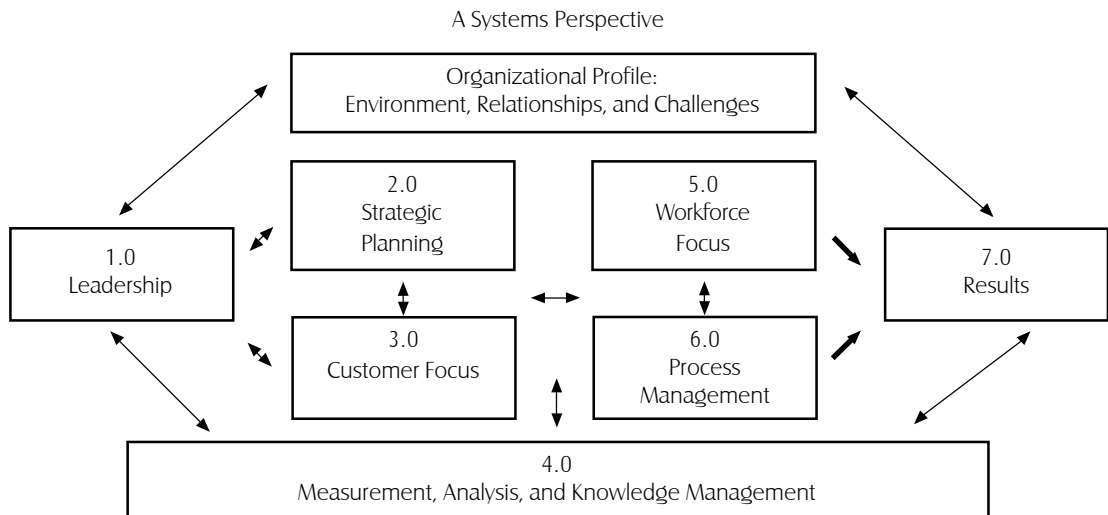 A Systems Perspective
Organizational Profile:
Environment, Relationships, and Challenges
2.0
Strategic
Planning
5.0
Workforce
Focus
1.0
Leadership
7.0
Results
3.0
Customer Focus
6.0
Process
Management
4.0
Measurement, Analysis, and Knowledge Management